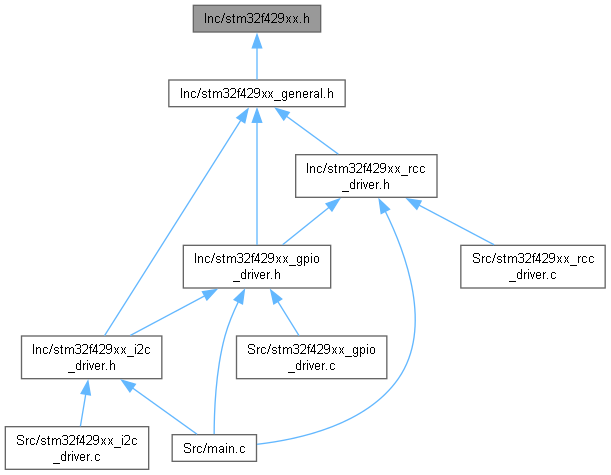 Inc/stm32f429xx.h
Inc/stm32f429xx_general.h
Inc/stm32f429xx_rcc
_driver.h
Inc/stm32f429xx_gpio
_driver.h
Src/stm32f429xx_rcc
_driver.c
Inc/stm32f429xx_i2c
_driver.h
Src/stm32f429xx_gpio
_driver.c
Src/stm32f429xx_i2c
_driver.c
Src/main.c